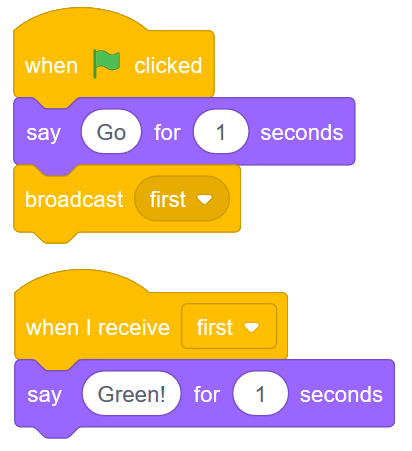 when clicked
say Go for 1 seconds
broadcast first
when I receive first
say Green! for 1 seconds